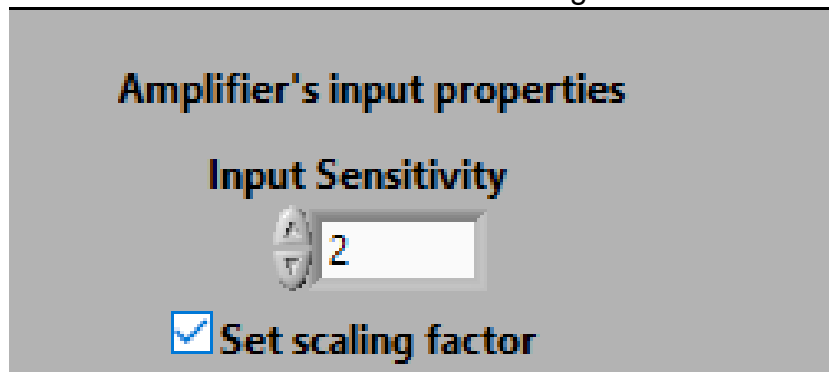 Amplifier's input properties
Input Sensitivity
2
Set scaling factor